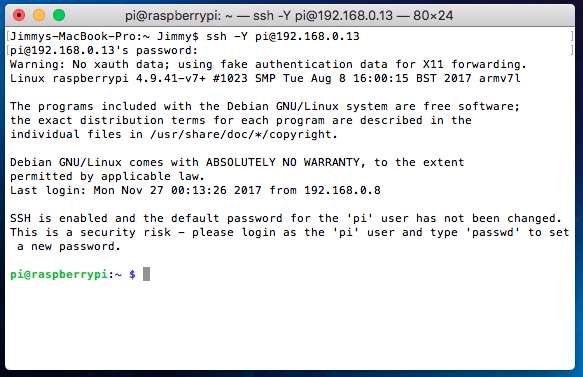 pi@raspberrypi: ~ — ssh -Y pi@192.168.0.13 — 80×24
[Jimmys-MacBook-Pro:~ Jimmy$ ssh -Y pi@192.168.0.13]
[pi@192.168.0.13's password:]
Warning: No xauth data; using fake authentication data for X11 forwarding.
Linux raspberrypi 4.9.41-v7+ #1023 SMP Tue Aug 8 16:00:15 BST 2017 armv7l
The programs included with the Debian GNU/Linux system are free software;
the exact distribution terms for each program are described in the
individual files in /usr/share/doc/*/copyright.
Debian GNU/Linux comes with ABSOLUTELY NO WARRANTY, to the extent
permitted by applicable law.
Last login: Mon Nov 27 00:13:26 2017 from 192.168.0.8
SSH is enabled and the default password for the 'pi' user has not been changed.
This is a security risk - please login as the 'pi' user and type 'passwd' to set
 a new password.
pi@raspberrypi:~ $